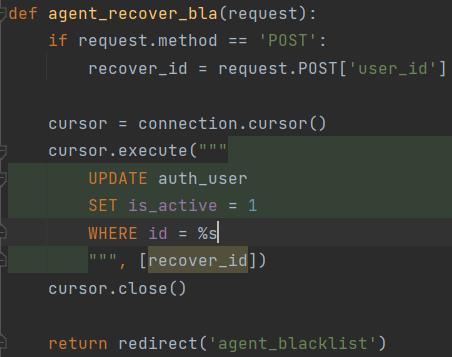 def agent_recover_bla(request):
    if request.method == 'POST':
        recover_id = request.POST['user_id']

    cursor = connection.cursor()
    cursor.execute("""
        UPDATE auth_user
        SET is_active = 1
        WHERE id = %s
        """, [recover_id])
    cursor.close()

    return redirect('agent_blacklist')